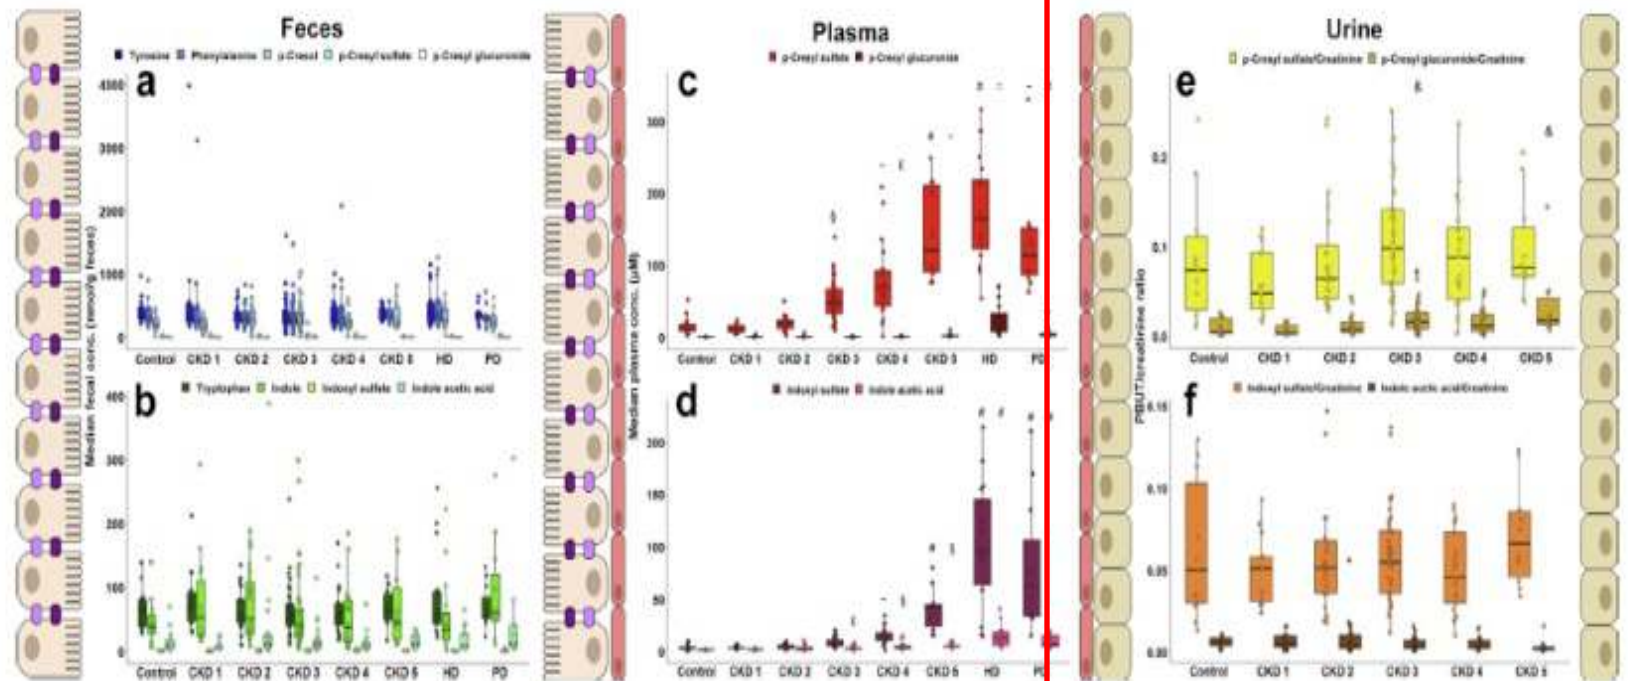 Feces
Tyrosine Phenylalanine p-Cresol p-Cresyl sulfate p-Cresyl glucuronide
a
4000
3000
2000
1000
0
Control CKD 1 CKD 2 CKD 3 CKD 4 CKD 5 HD PD
Median fecal conc. (nmol/g feces)
Tryptophan Indole Indoxyl sulfate Indole acetic acid
b
400
300
200
100
0
Control CKD 1 CKD 2 CKD 3 CKD 4 CKD 5 HD PD
Plasma
p-Cresyl sulfate p-Cresyl glucuronide
c
300
200
100
0
Control CKD 1 CKD 2 CKD 3 CKD 4 CKD 5 HD PD
Median plasma conc. (µM)
Indoxyl sulfate Indole acetic acid
d
200
150
100
50
0
Control CKD 1 CKD 2 CKD 3 CKD 4 CKD 5 HD PD
Urine
p-Cresyl sulfate/Creatinine p-Cresyl glucuronide/Creatinine
e
&
&
0.2
0.1
0.0
Control CKD 1 CKD 2 CKD 3 CKD 4 CKD 5
PBUT/creatinine ratio
Indoxyl sulfate/Creatinine Indole acetic acid/Creatinine
f
0.15
0.10
0.05
0.00
Control CKD 1 CKD 2 CKD 3 CKD 4 CKD 5